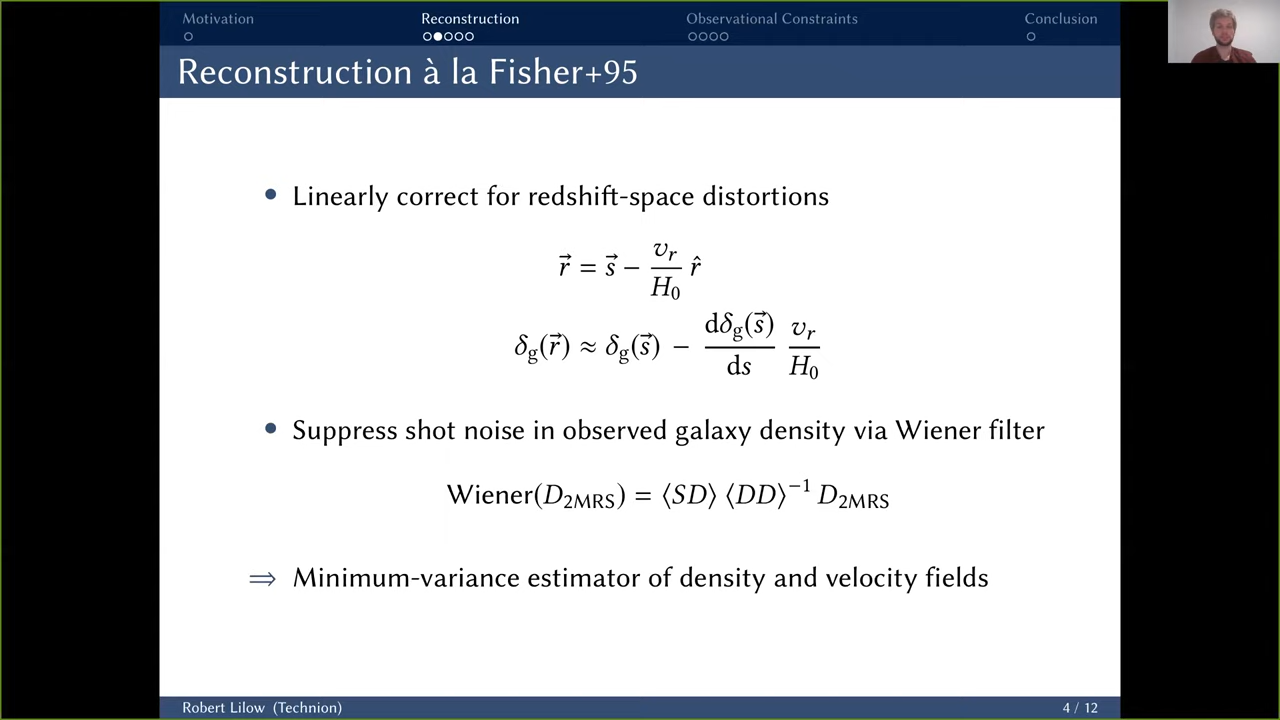 Motivation
Reconstruction
Observational Constraints
Conclusion
Reconstruction à la Fisher+95
• Linearly correct for redshift-space distortions
r⃗ = s⃗ − v_r/H_0 r̂
δ_g(r⃗) ≈ δ_g(s⃗) − dδ_g(s⃗)/ds v_r/H_0
• Suppress shot noise in observed galaxy density via Wiener filter
Wiener(D_2MRS) = ⟨SD⟩ ⟨DD⟩^−1 D_2MRS
⟹ Minimum-variance estimator of density and velocity fields
Robert Lilow (Technion)
4 / 12